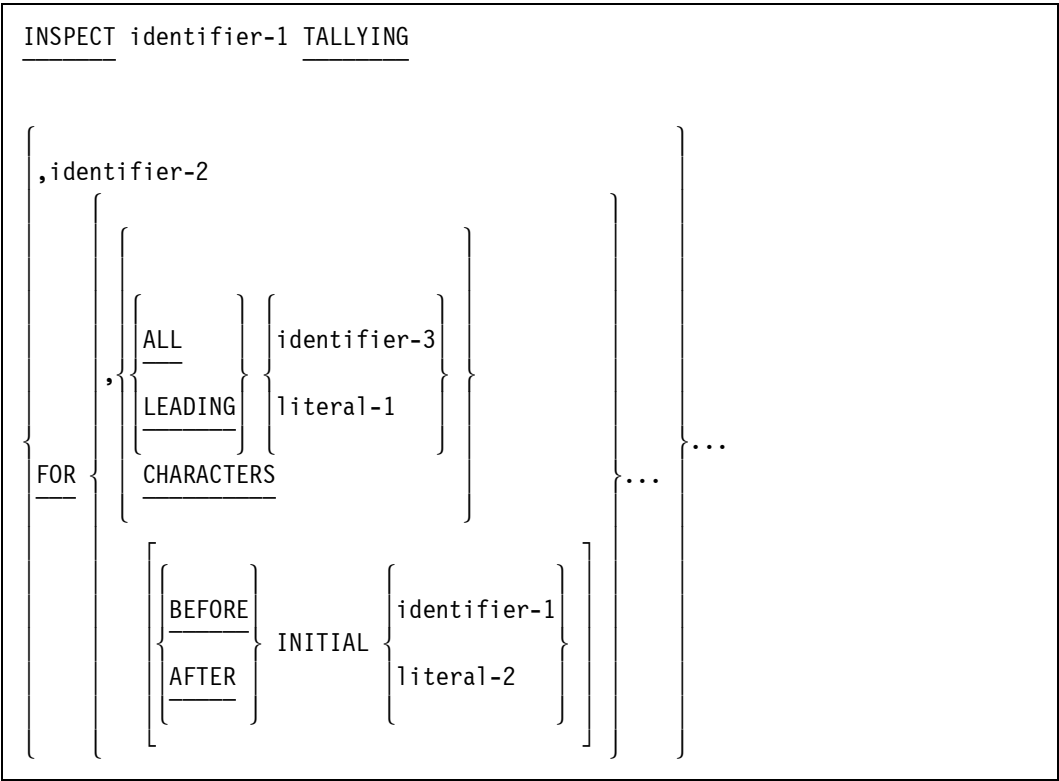 INSPECT identifier-1 TALLYING
,identifier-2
ALL identifier-3
,
LEADING literal-1
...
FOR CHARACTERS ...
BEFORE identifier-1
INITIAL
AFTER literal-2